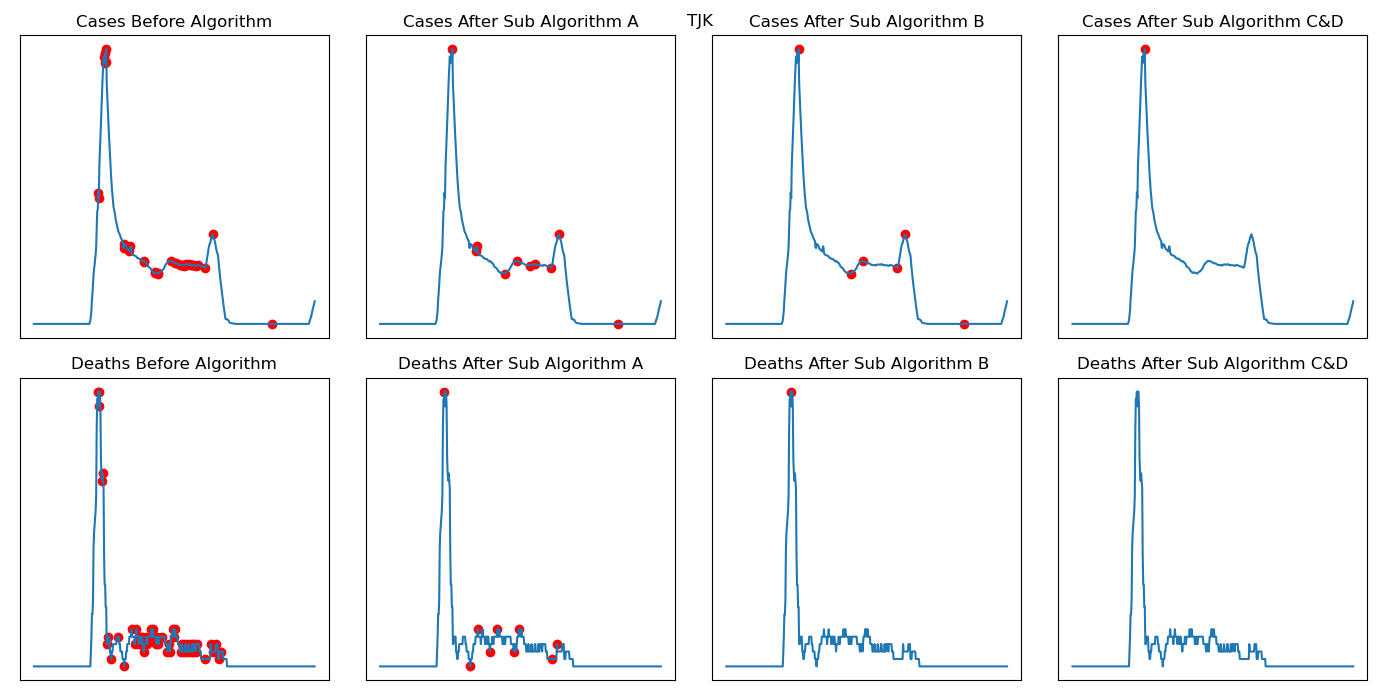 TJK
Cases Before Algorithm
Cases After Sub Algorithm A
Cases After Sub Algorithm B
Cases After Sub Algorithm C&D
Deaths Before Algorithm
Deaths After Sub Algorithm A
Deaths After Sub Algorithm B
Deaths After Sub Algorithm C&D